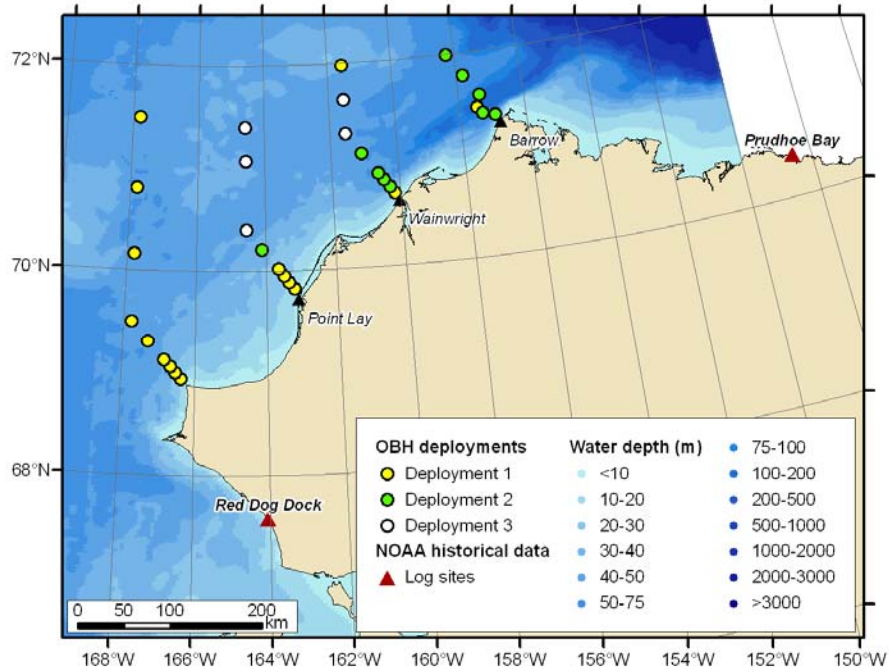 72°N
70°N
68°N
Barrow
Prudhoe Bay
Wainwright
Point Lay
Red Dog Dock
OBH deployments
Deployment 1
Deployment 2
Deployment 3
NOAA historical data
Log sites
Water depth (m)
<10
10-20
20-30
30-40
40-50
50-75
75-100
100-200
200-500
500-1000
1000-2000
2000-3000
>3000
0 50 100 200
km
168°W 166°W 164°W 162°W 160°W 158°W 156°W 154°W 152°W 150°W